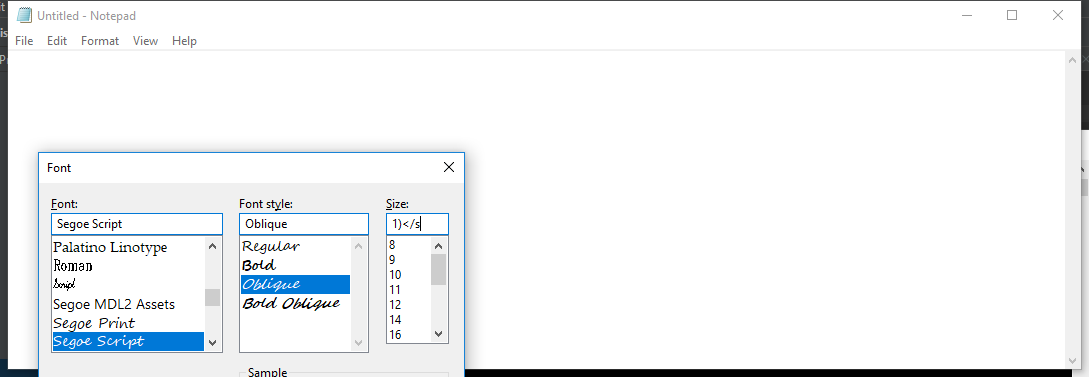 Untitled - Notepad
File Edit Format View Help
Font
Font: Font style: Size:
Segoe Script Oblique 1)</s
Palatino Linotype Regular 8
Roman Bold 9
Script Oblique 10
Segoe MDL2 Assets Bold Oblique 11
Segoe Print 12
Segoe Script 14
16
Sample